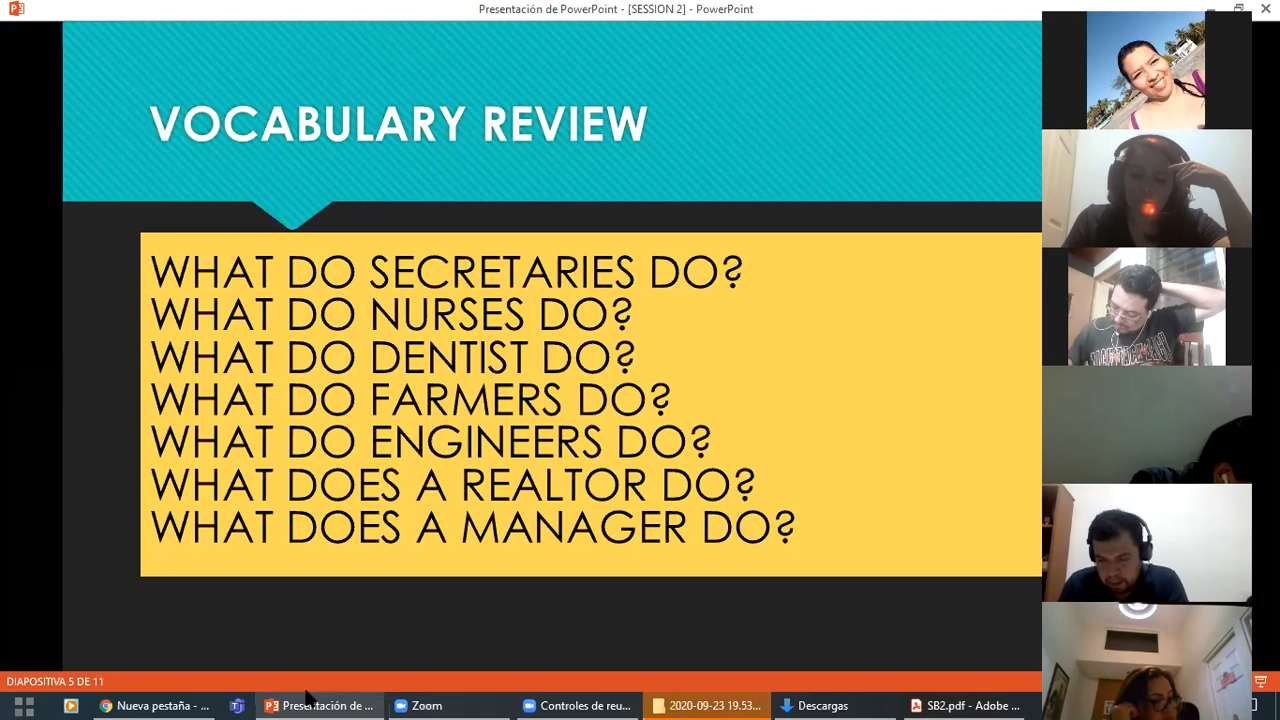 Presentación de PowerPoint - [SESSION 2] - PowerPoint
VOCABULARY REVIEW
WHAT DO SECRETARIES DO?
WHAT DO NURSES DO?
WHAT DO DENTIST DO?
WHAT DO FARMERS DO?
WHAT DO ENGINEERS DO?
WHAT DOES A REALTOR DO?
WHAT DOES A MANAGER DO?
DIAPOSITIVA 5 DE 11
Nueva pestaña - ...
Presentación de ...
Zoom
Controles de reu...
2020-09-23 19.53...
Descargas
SB2.pdf - Adobe ...